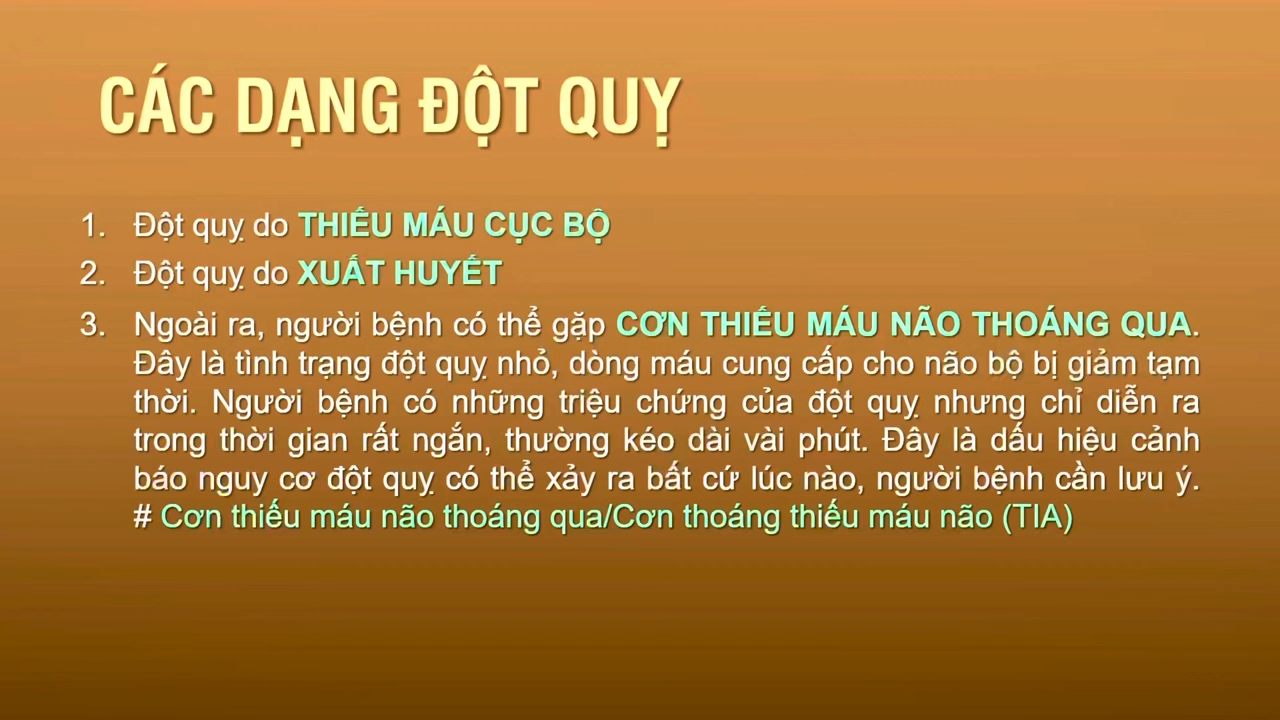 CÁC DẠNG ĐỘT QUỴ
1. Đột quỵ do THIẾU MÁU CỤC BỘ
2. Đột quỵ do XUẤT HUYẾT
3. Ngoài ra, người bệnh có thể gặp CƠN THIẾU MÁU NÃO THOÁNG QUA.
Đây là tình trạng đột quỵ nhỏ, dòng máu cung cấp cho não bộ bị giảm tạm
thời. Người bệnh có những triệu chứng của đột quỵ nhưng chỉ diễn ra
trong thời gian rất ngắn, thường kéo dài vài phút. Đây là dấu hiệu cảnh
báo nguy cơ đột quỵ có thể xảy ra bất cứ lúc nào, người bệnh cần lưu ý.
# Cơn thiếu máu não thoáng qua/Cơn thoáng thiếu máu não (TIA)